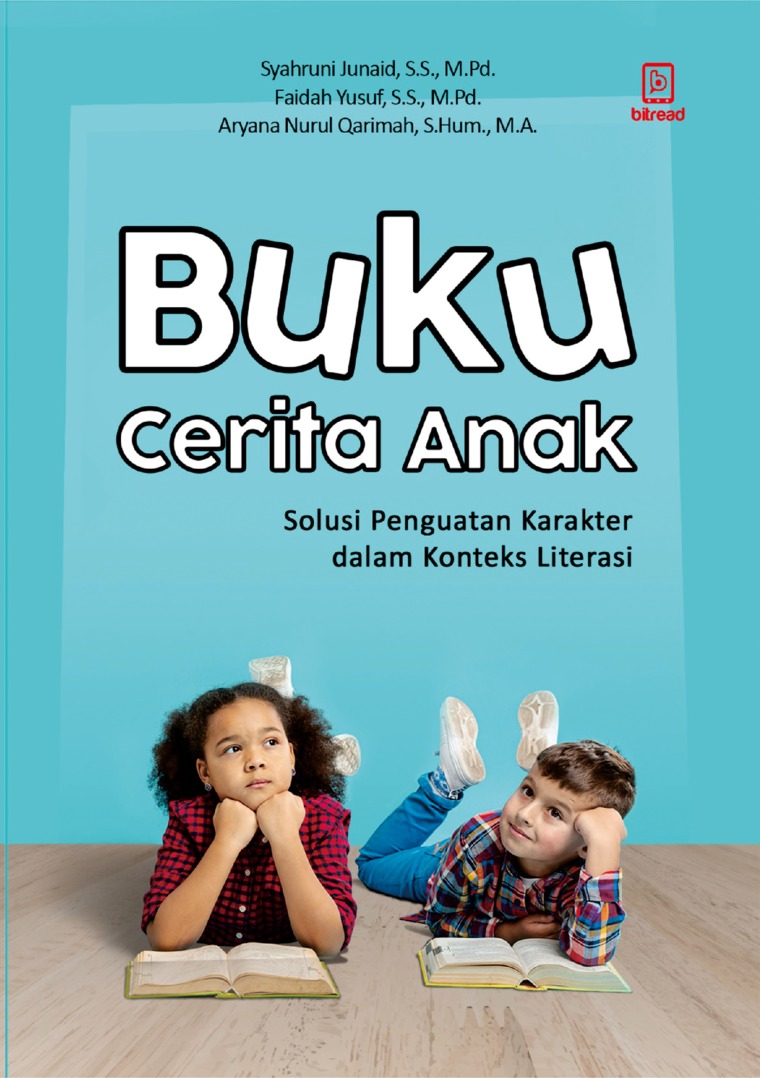 Syahruni Junaid, S.S., M.Pd.
Faidah Yusuf, S.S., M.Pd.
Aryana Nurul Qarimah, S.Hum., M.A.
bitread
Buku
Cerita Anak
Solusi Penguatan Karakter
dalam Konteks Literasi